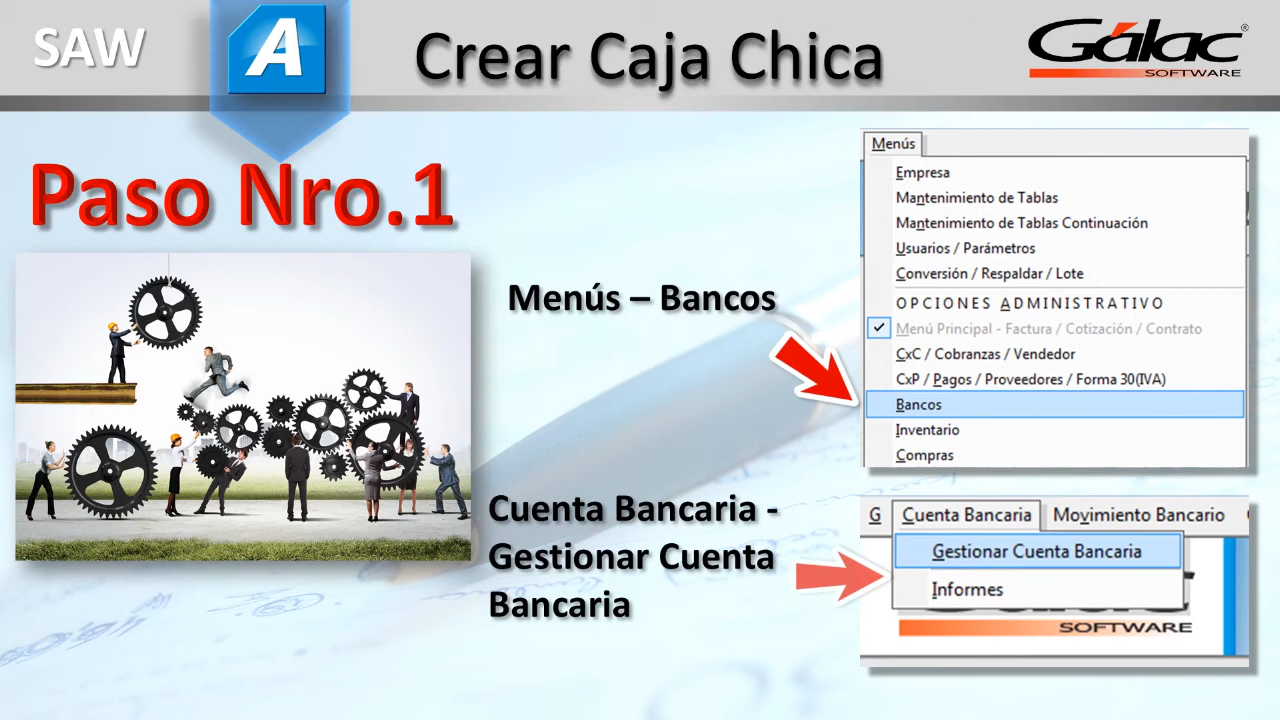 SAW
A
Crear Caja Chica
Gálac®
SOFTWARE
Paso Nro.1
Menús – Bancos
Menús
Empresa
Mantenimiento de Tablas
Mantenimiento de Tablas Continuación
Usuarios / Parámetros
Conversión / Respaldar / Lote
OPCIONES ADMINISTRATIVO
Menú Principal - Factura / Cotización / Contrato
CxC / Cobranzas / Vendedor
CxP / Pagos / Proveedores / Forma 30(IVA)
Bancos
Inventario
Compras
Cuenta Bancaria -
Gestionar Cuenta
Bancaria
G Cuenta Bancaria Movimiento Bancario
Gestionar Cuenta Bancaria
Informes
SOFTWARE